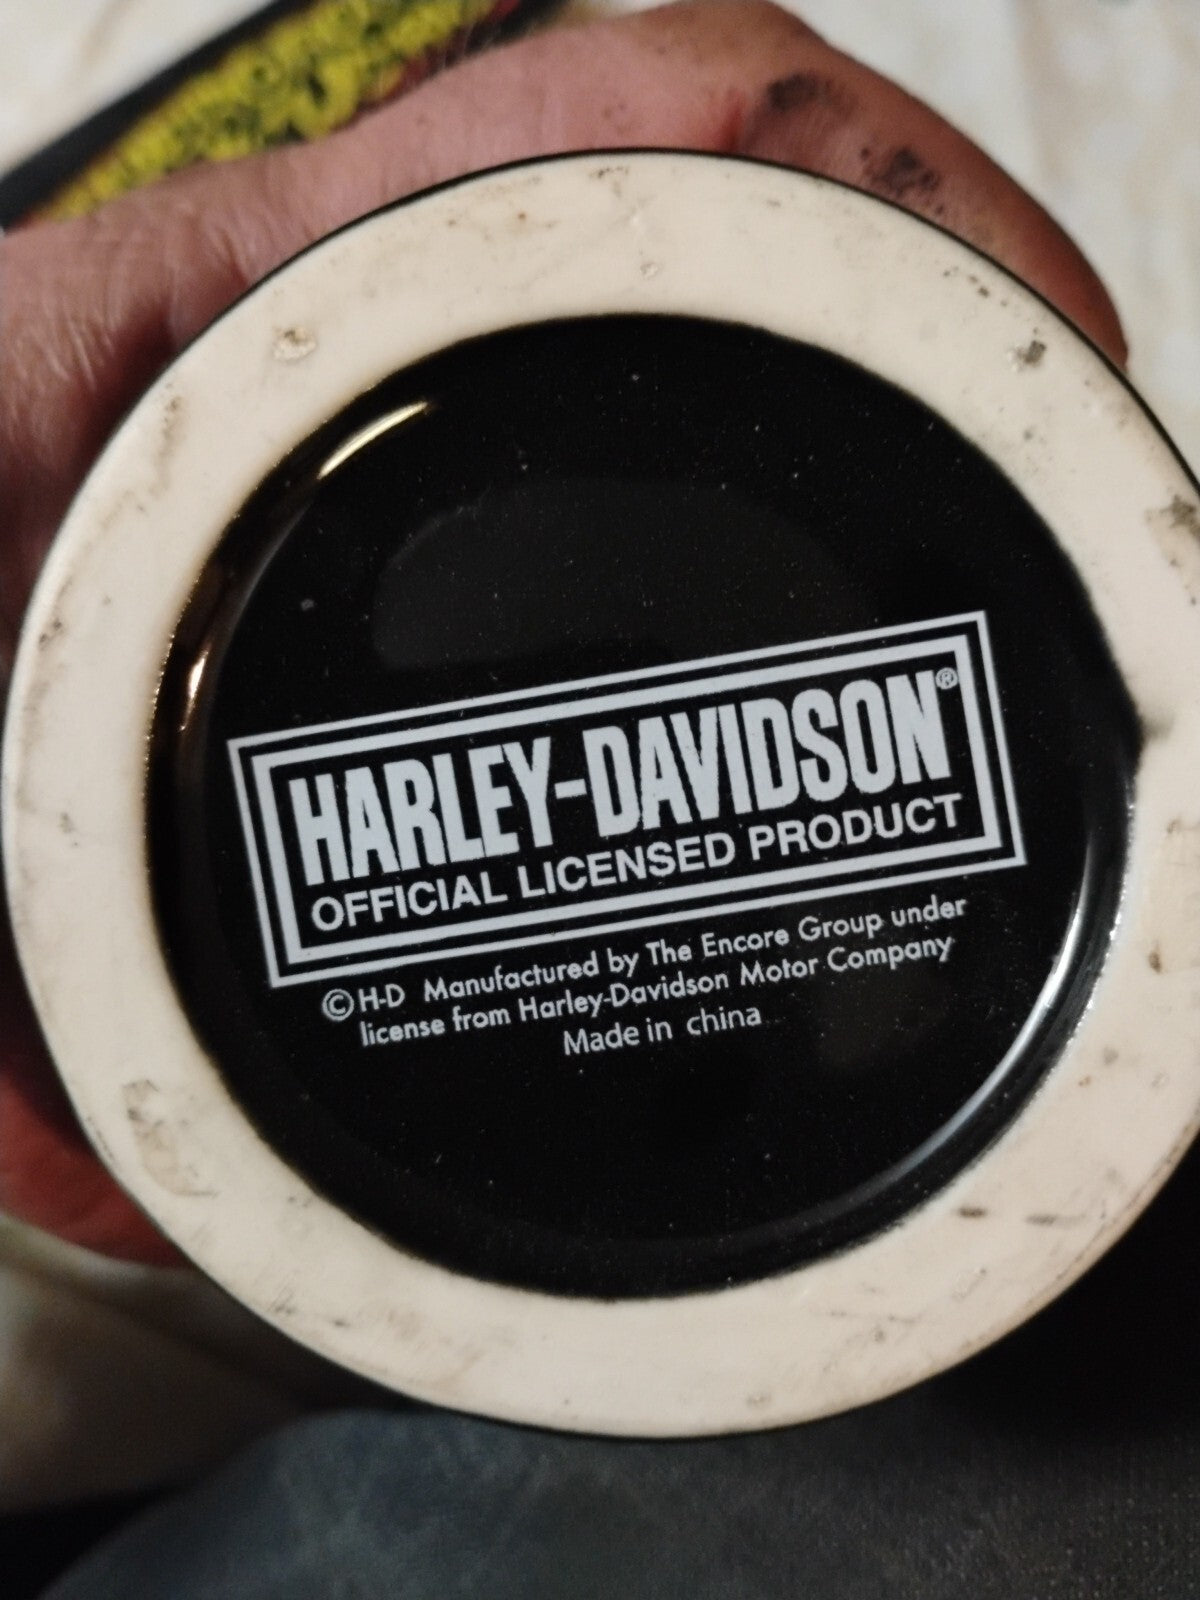 HARLEY-DAVIDSON®
OFFICIAL LICENSED PRODUCT
© H-D Manufactured by The Encore Group under
license from Harley-Davidson Motor Company
Made in china